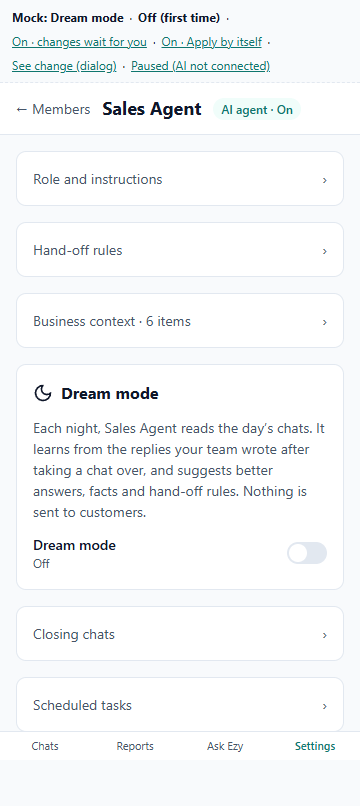 Mock: Dream mode · Off (first time) ·
On · changes wait for you · On · Apply by itself ·
See change (dialog) · Paused (AI not connected)
← Members Sales Agent AI agent · On
Role and instructions ›
Hand-off rules ›
Business context · 6 items ›
Dream mode
Each night, Sales Agent reads the day's chats. It
learns from the replies your team wrote after
taking a chat over, and suggests better
answers, facts and hand-off rules. Nothing is
sent to customers.
Dream mode
Off
Closing chats ›
Scheduled tasks ›
Chats Reports Ask Ezy Settings